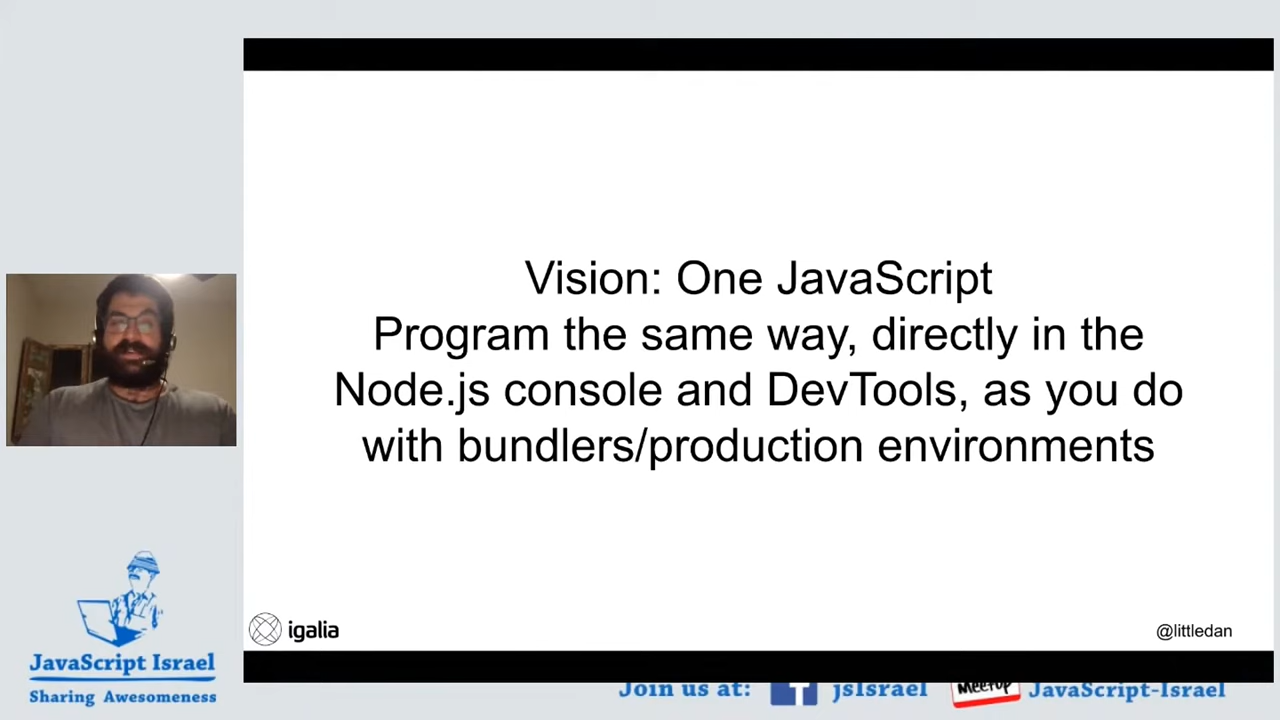 Vision: One JavaScript
Program the same way, directly in the
Node.js console and DevTools, as you do
with bundlers/production environments
igalia
@littledan
JavaScript Israel
Sharing Awesomeness
Join us at: f jsIsrael Meetup JavaScript-Israel